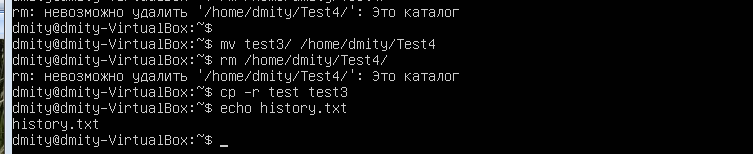 rm: невозможно удалить '/home/dmity/Test4/': Это каталог
dmity@dmity-VirtualBox:~$
dmity@dmity-VirtualBox:~$ mv test3/ /home/dmity/Test4
dmity@dmity-VirtualBox:~$ rm /home/dmity/Test4/
rm: невозможно удалить '/home/dmity/Test4/': Это каталог
dmity@dmity-VirtualBox:~$ cp -r test test3
dmity@dmity-VirtualBox:~$ echo history.txt
history.txt
dmity@dmity-VirtualBox:~$ _